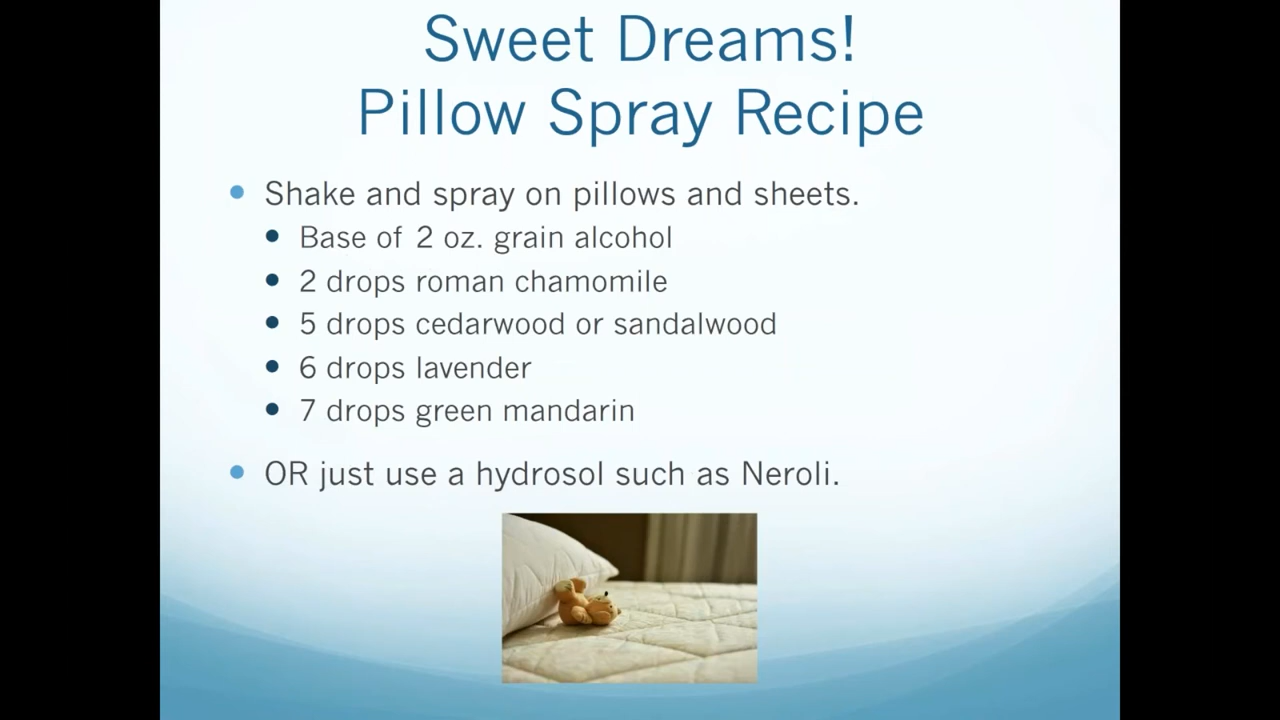 Sweet Dreams!
Pillow Spray Recipe
• Shake and spray on pillows and sheets.
• Base of 2 oz. grain alcohol
• 2 drops roman chamomile
• 5 drops cedarwood or sandalwood
• 6 drops lavender
• 7 drops green mandarin
• OR just use a hydrosol such as Neroli.